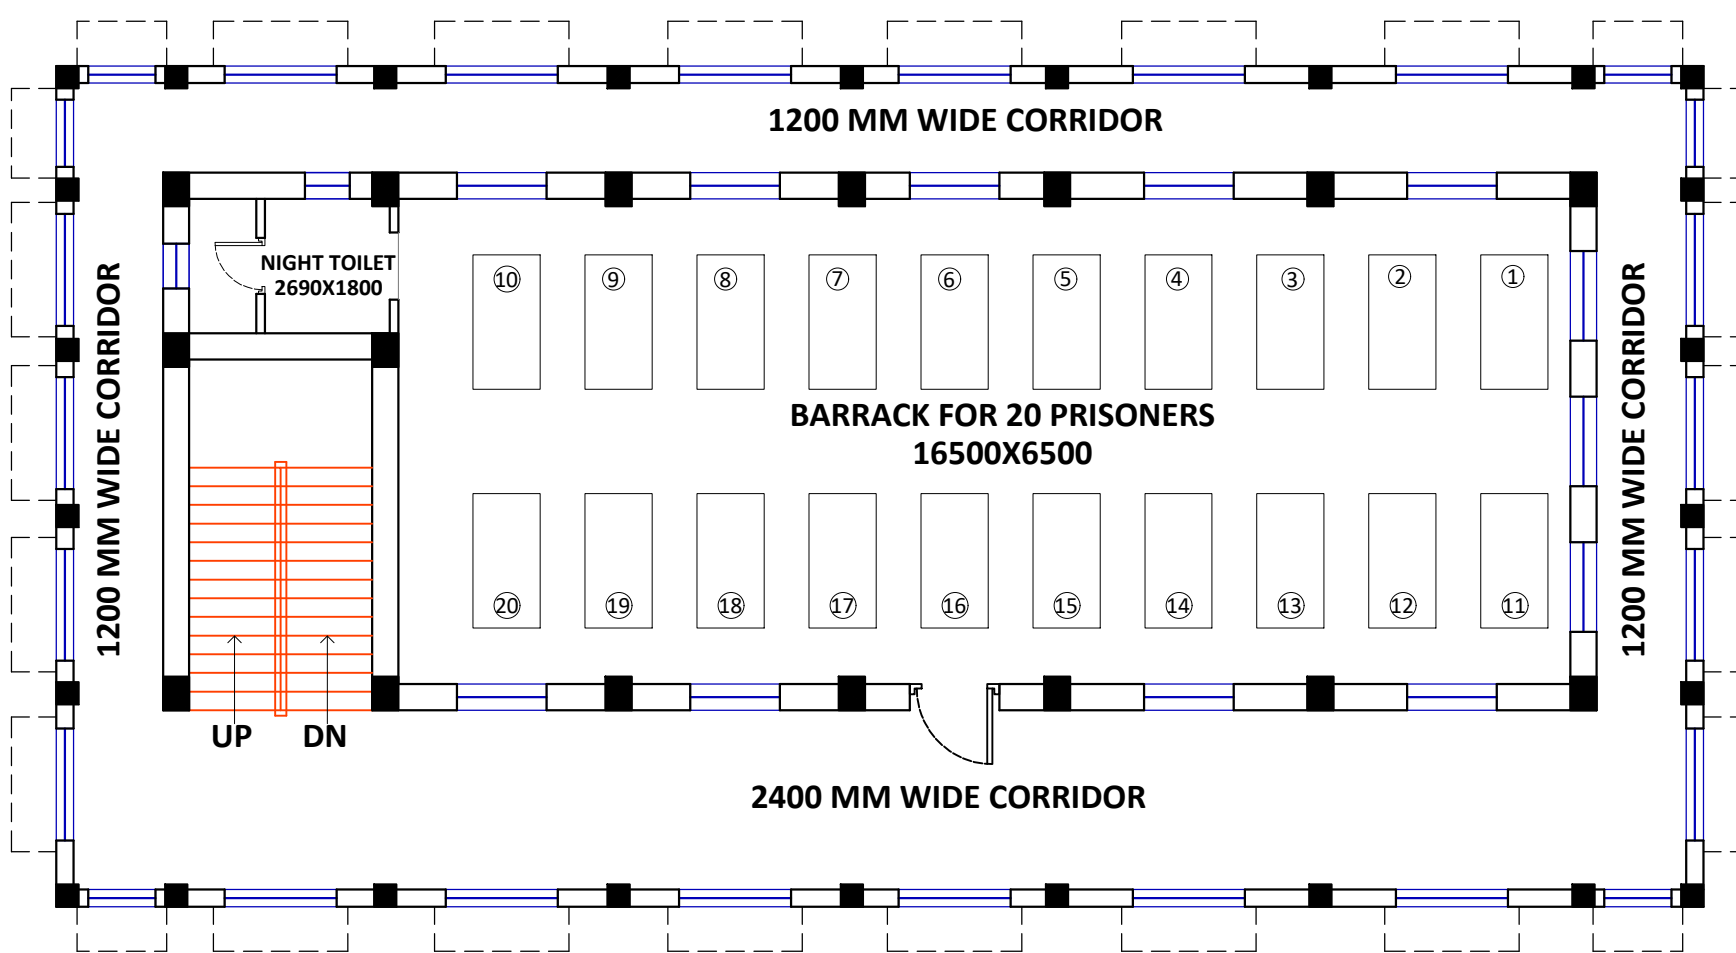 1200 MM WIDE CORRIDOR
NIGHT TOILET
2690X1800
1200 MM WIDE CORRIDOR
1200 MM WIDE CORRIDOR
10 9 8 7 6 5 4 3 2 1
BARRACK FOR 20 PRISONERS
16500X6500
20 19 18 17 16 15 14 13 12 11
UP DN
2400 MM WIDE CORRIDOR